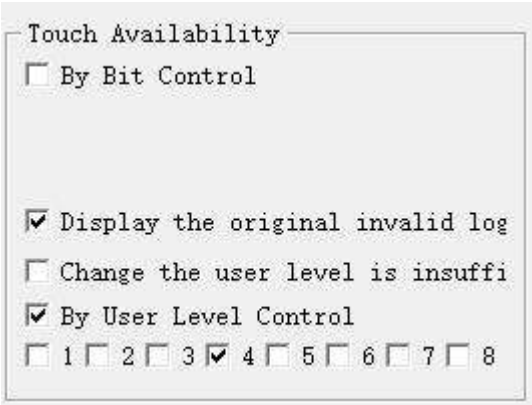 Touch Availability
By Bit Control
Display the original invalid log
Change the user level is insuffi
By User Level Control
1 2 3 4 5 6 7 8